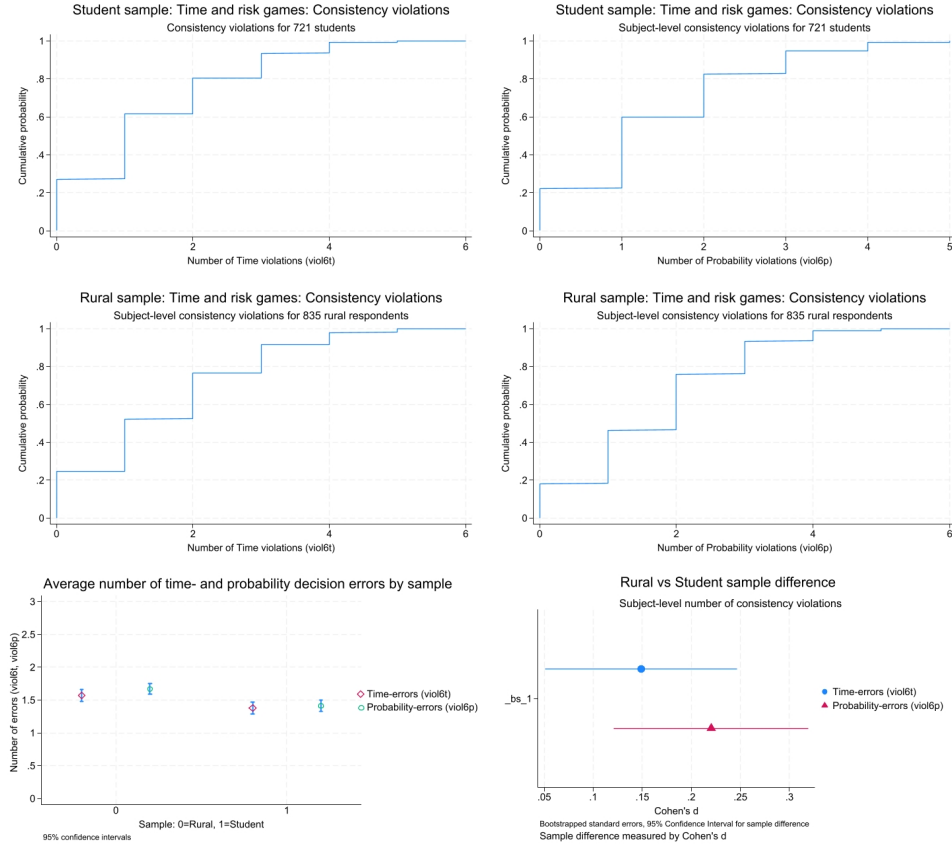 Student sample: Time and risk games: Consistency violations
Consistency violations for 721 students
Cumulative probability
1
.8
.6
.4
.2
0
0 2 4 6
Number of Time violations (viol6t)
Student sample: Time and risk games: Consistency violations
Subject-level consistency violations for 721 students
Cumulative probability
1
.8
.6
.4
.2
0
0 1 2 3 4 5
Number of Probability violations (viol6p)
Rural sample: Time and risk games: Consistency violations
Subject-level consistency violations for 835 rural respondents
Cumulative probability
1
.8
.6
.4
.2
0
0 2 4 6
Number of Time violations (viol6t)
Rural sample: Time and risk games: Consistency violations
Subject-level consistency violations for 835 rural respondents
Cumulative probability
1
.8
.6
.4
.2
0
0 2 4 6
Number of Probability violations (viol6p)
Average number of time- and probability decision errors by sample
Number of errors (viol6t, viol6p)
3
2.5
2
1.5
1
.5
0
0 1
Sample: 0=Rural, 1=Student
95% confidence intervals
Time-errors (viol6t)
Probability-errors (viol6p)
Rural vs Student sample difference
Subject-level number of consistency violations
_bs_1
.05 .1 .15 .2 .25 .3
Cohen's d
Time-errors (viol6t)
Probability-errors (viol6p)
Bootstrapped standard errors, 95% Confidence Interval for sample difference
Sample difference measured by Cohen's d